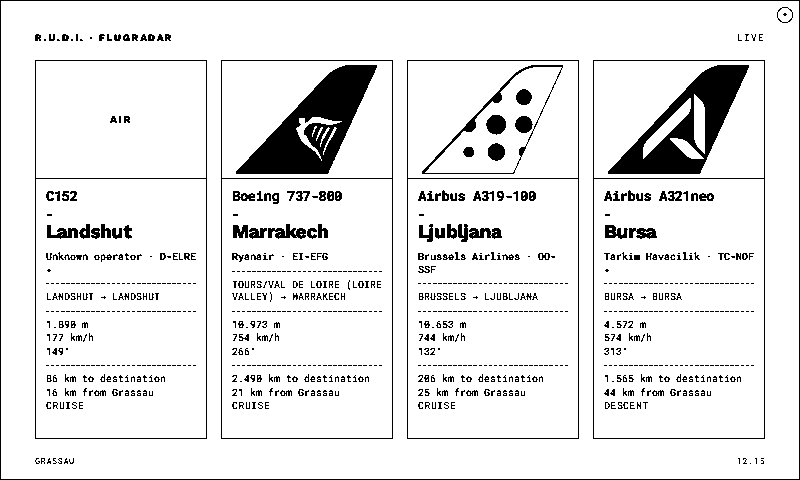 R.U.D.I. · FLUGRADAR
LIVE
AIR
C152
-
Landshut
Unknown operator · D-ELRE
•
LANDSHUT → LANDSHUT
1.890 m
177 km/h
149°
86 km to destination
16 km from Grassau
CRUISE
Boeing 737-800
-
Marrakech
Ryanair · EI-EFG
TOURS/VAL DE LOIRE (LOIRE
VALLEY) → MARRAKECH
10.973 m
754 km/h
266°
2.490 km to destination
21 km from Grassau
CRUISE
Airbus A319-100
-
Ljubljana
Brussels Airlines · OO-
SSF
BRUSSELS → LJUBLJANA
10.653 m
744 km/h
132°
206 km to destination
25 km from Grassau
CRUISE
Airbus A321neo
-
Bursa
Tarkim Havacilik · TC-NOF
•
BURSA → BURSA
4.572 m
574 km/h
313°
1.565 km to destination
44 km from Grassau
DESCENT
GRASSAU
12.15